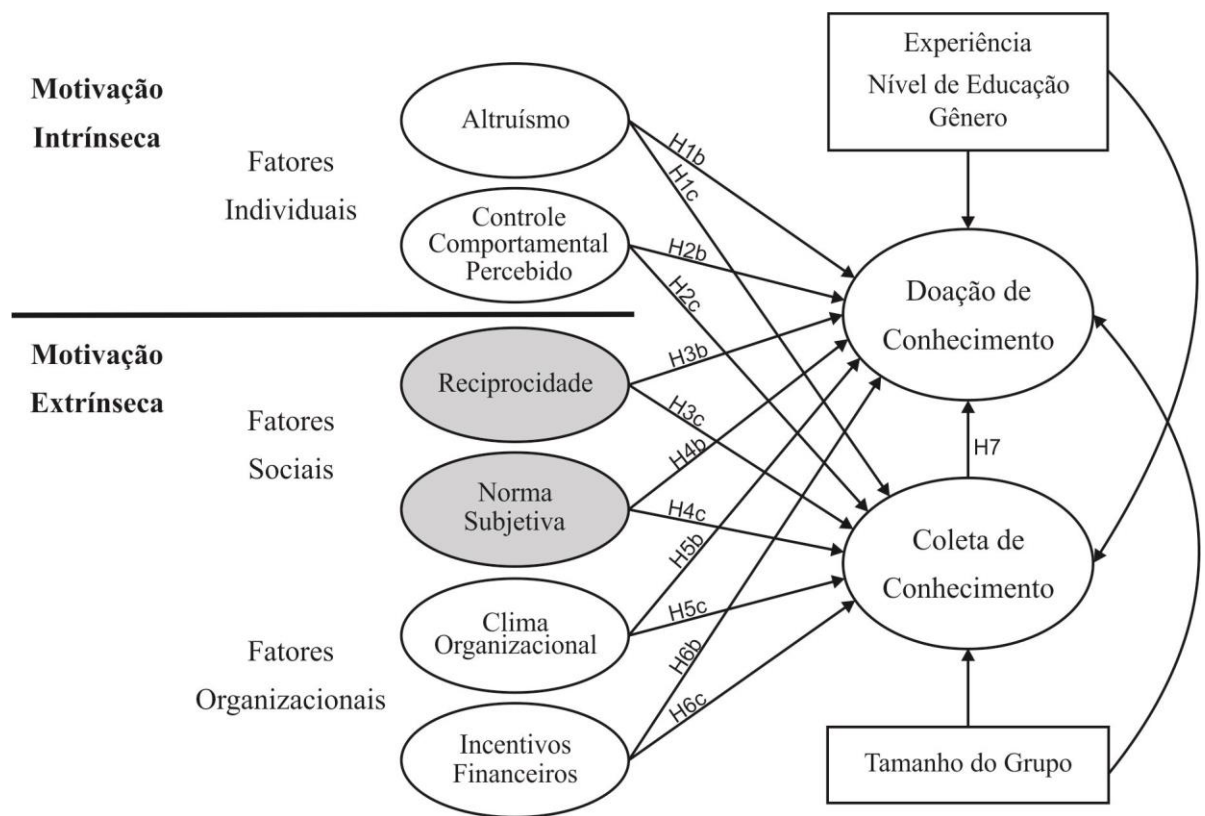 Motivação
Intrínseca
Fatores
Individuais
Altruísmo
Controle
Comportamental
Percebido
Motivação
Extrínseca
Fatores
Sociais
Reciprocidade
Norma
Subjetiva
Fatores
Organizacionais
Clima
Organizacional
Incentivos
Financeiros
H1b
H1c
H2b
H2c
H3b
H3c
H4b
H4c
H5b
H5c
H6b
H6c
Experiência
Nível de Educação
Gênero
Doação de
Conhecimento
H7
Coleta de
Conhecimento
Tamanho do Grupo